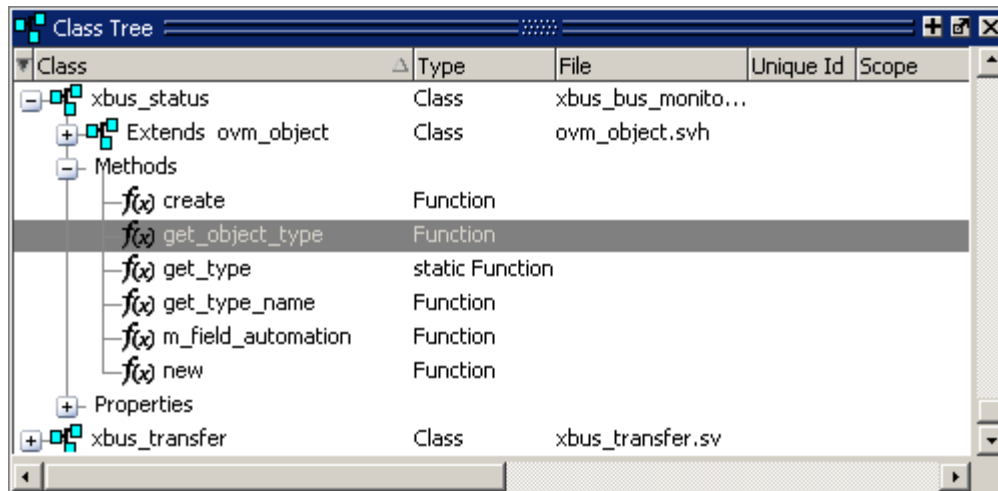 Class Tree
Class Type File Unique Id Scope
xbus_status Class xbus_bus_monito...
Extends ovm_object Class ovm_object.svh
Methods
f(x) create Function
f(x) get_object_type Function
f(x) get_type static Function
f(x) get_type_name Function
f(x) m_field_automation Function
f(x) new Function
Properties
xbus_transfer Class xbus_transfer.sv